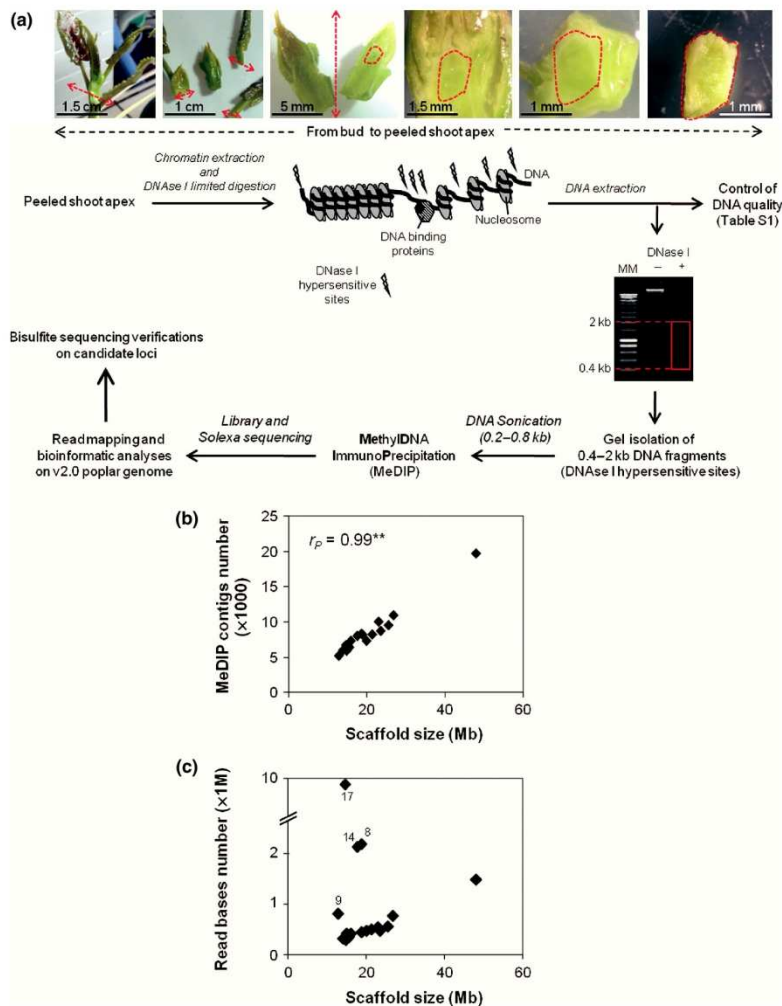 (a)
1.5 cm
1 cm
5 mm
1.5 mm
1 mm
1 mm
From bud to peeled shoot apex
Peeled shoot apex
Chromatin extraction
and
DNAse I limited digestion
DNA
Nucleosome
DNA binding
proteins
DNase I
hypersensitive
sites
DNA extraction
Control of
DNA quality
(Table S1)
DNase I
MM – +
2 kb
0.4 kb
Bisulfite sequencing verifications
on candidate loci
Read mapping and
bioinformatic analyses
on v2.0 poplar genome
Library and
Solexa sequencing
MethylDNA
ImmunoPrecipitation
(MeDIP)
DNA Sonication
(0.2–0.8 kb)
Gel isolation of
0.4–2 kb DNA fragments
(DNAse I hypersensitive sites)
(b)
MeDIP contigs number
(×1000)
25
20
15
10
5
0
rp = 0.99**
0 20 40 60
Scaffold size (Mb)
(c)
Read bases number (×1M)
10
2
1
0
17
14
8
9
0 20 40 60
Scaffold size (Mb)